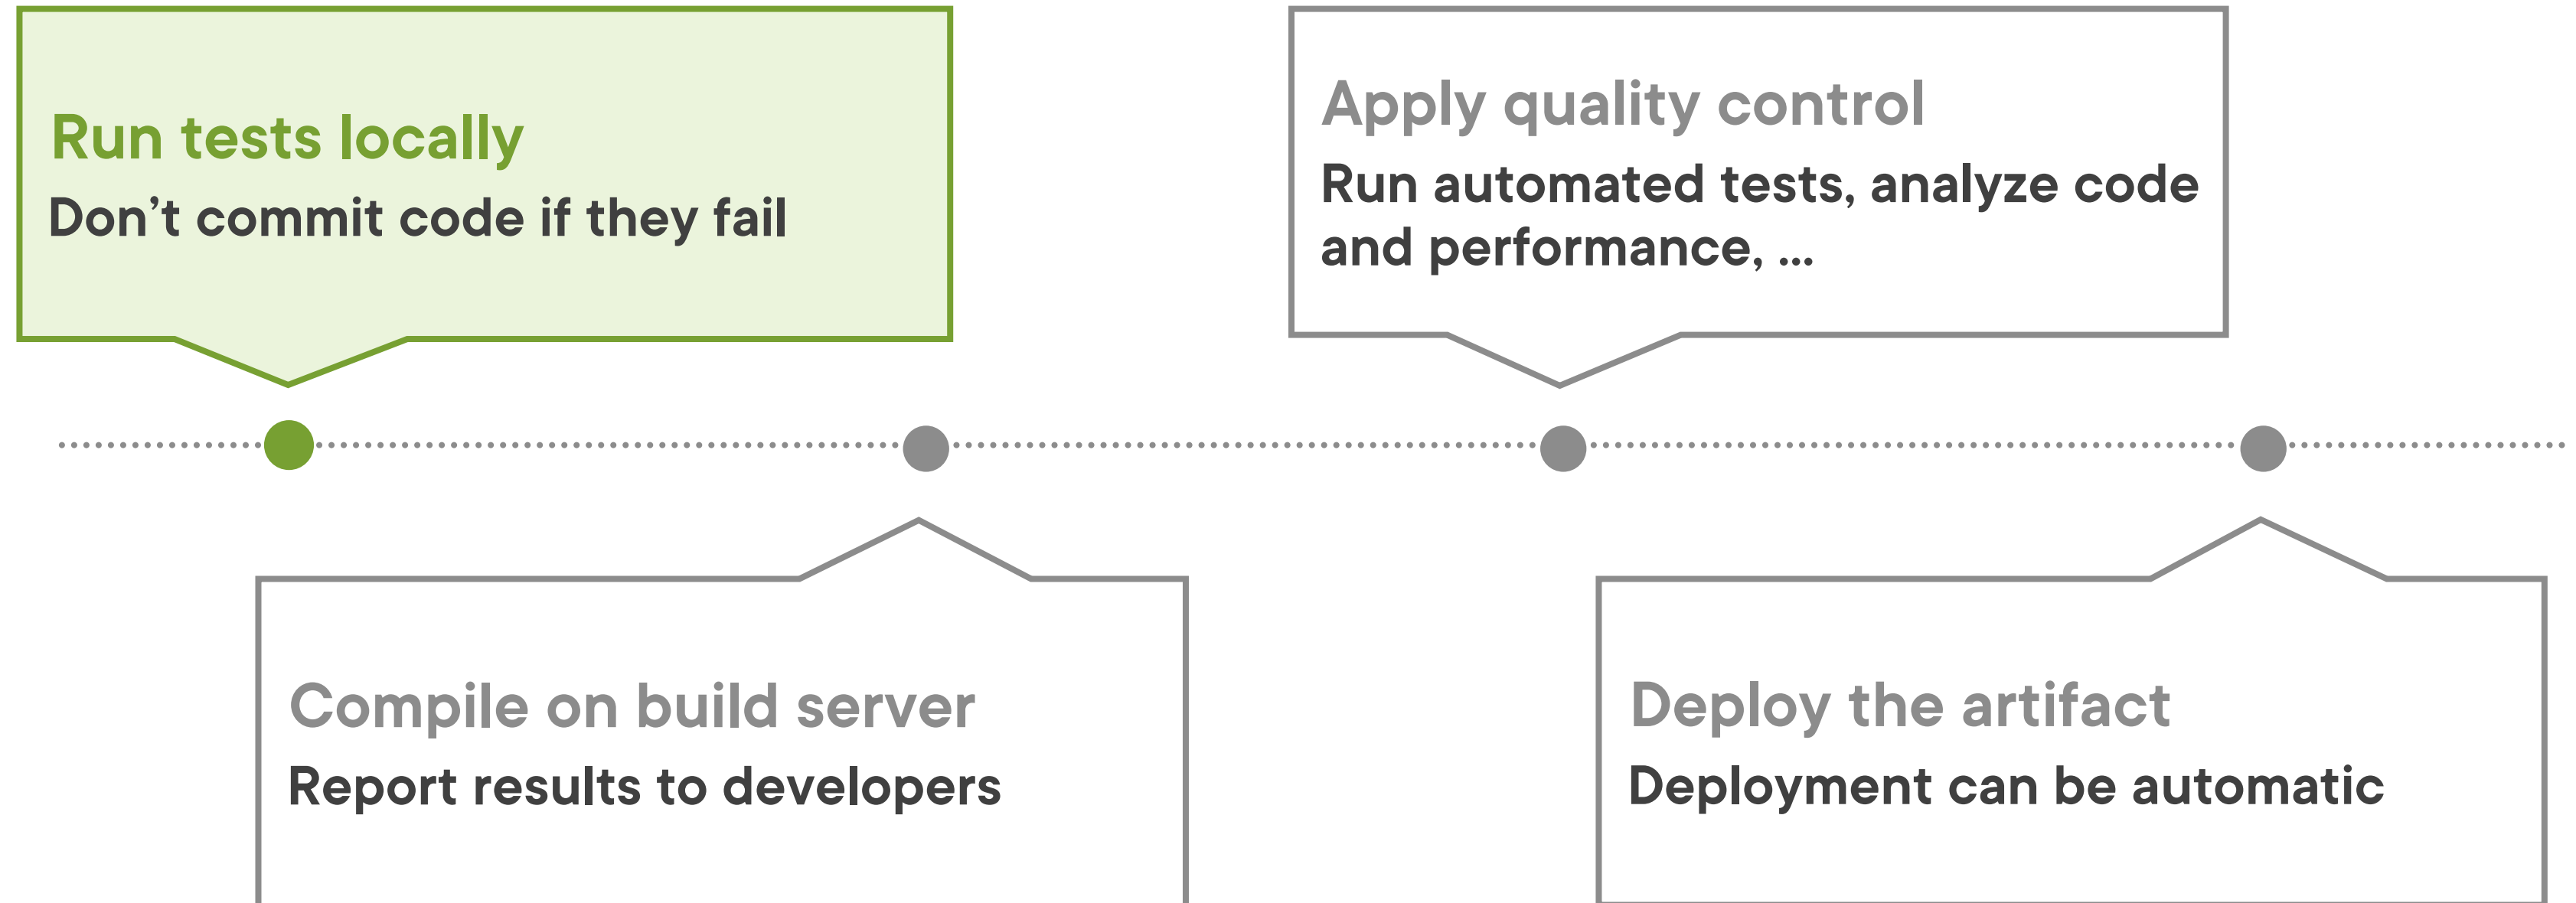 Run tests locally
Don’t commit code if they fail
Compile on build server
Report results to developers
Apply quality control
Run automated tests, analyze code
and performance, ...
Deploy the artifact
Deployment can be automatic